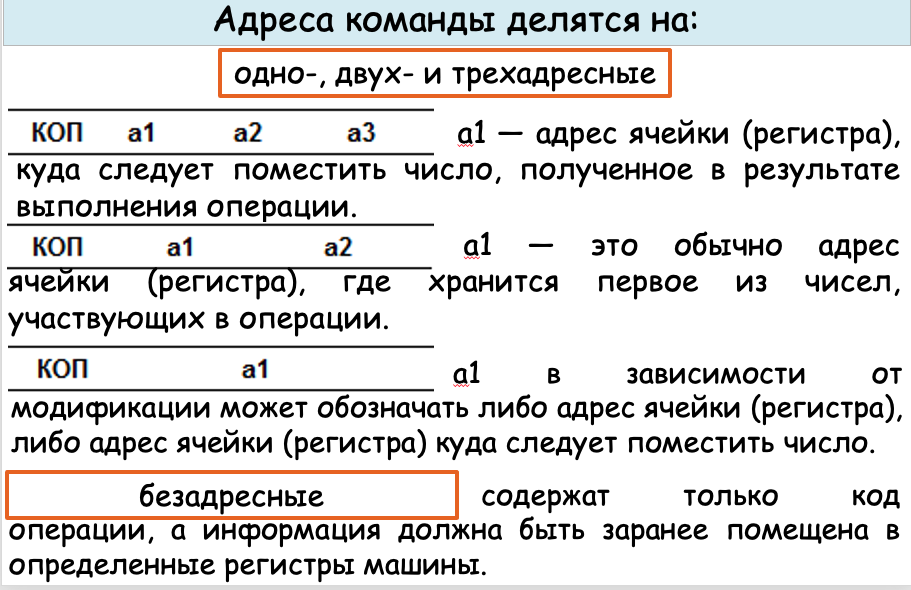 Адреса команды делятся на:
одно-, двух- и трехадресные
КОП а1 а2 а3 а1 — адрес ячейки (регистра),
куда следует поместить число, полученное в результате
выполнения операции.
КОП а1 а2 а1 — это обычно адрес
ячейки (регистра), где хранится первое из чисел,
участвующих в операции.
КОП а1 а1 в зависимости от
модификации может обозначать либо адрес ячейки (регистра),
либо адрес ячейки (регистра) куда следует поместить число.
безадресные содержат только код
операции, а информация должна быть заранее помещена в
определенные регистры машины.